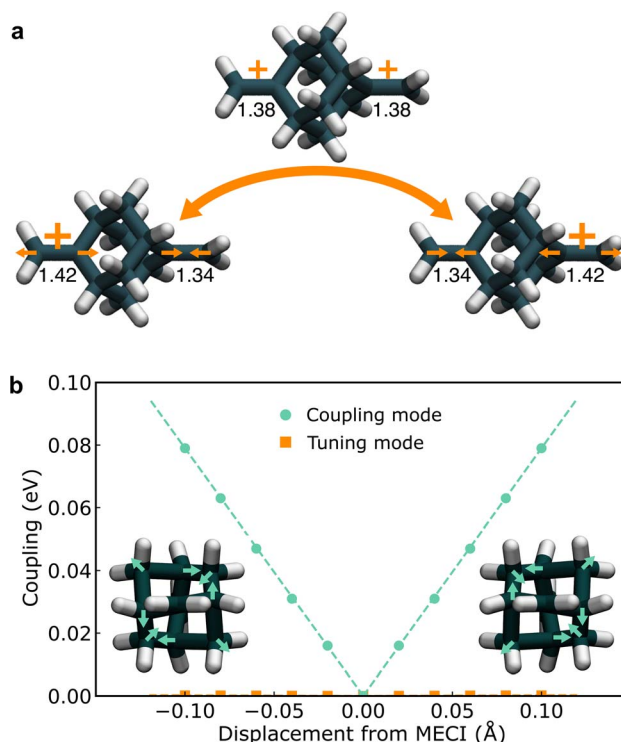 a
+ +
1.38 1.38
+ +
1.42 1.34 1.34 1.42
b
0.10
0.08
0.06
0.04
0.02
0.00
Coupling (eV)
Coupling mode
Tuning mode
−0.10 −0.05 0.00 0.05 0.10
Displacement from MECI (Å)